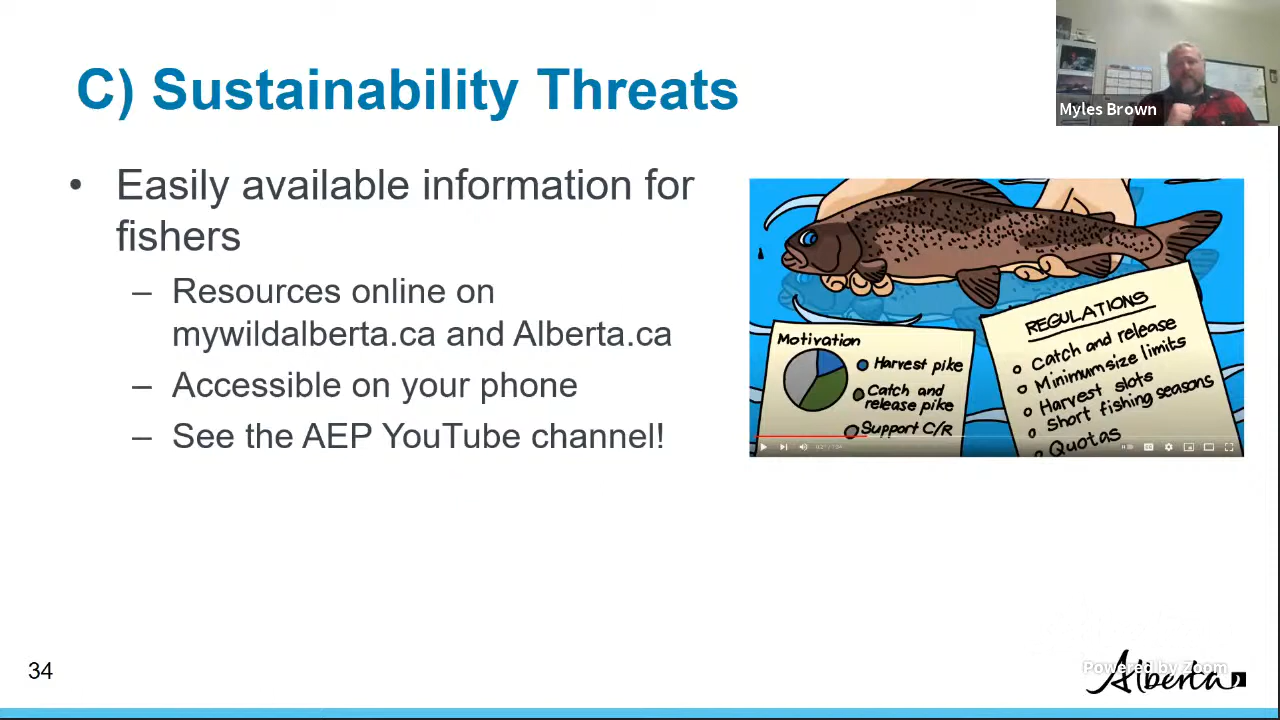 C) Sustainability Threats
Myles Brown
• Easily available information for
fishers
– Resources online on
mywildalberta.ca and Alberta.ca
– Accessible on your phone
– See the AEP YouTube channel!
Motivation
Harvest pike
Catch and
release pike
Support C/R
REGULATIONS
Catch and release
Minimum size limits
Harvest slots
Short fishing seasons
Quotas
34
Powered by Zoom
Alberta